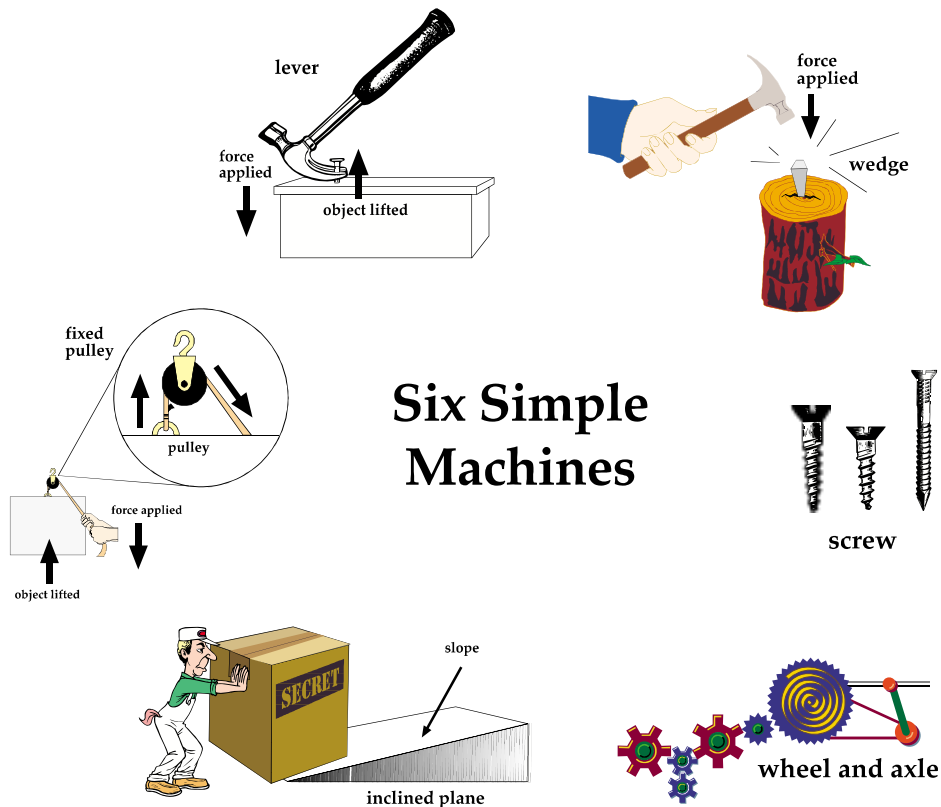 lever
force
applied
object lifted
force
applied
wedge
fixed
pulley
pulley
force applied
object lifted
Six Simple
Machines
screw
slope
SECRET
inclined plane
wheel and axle